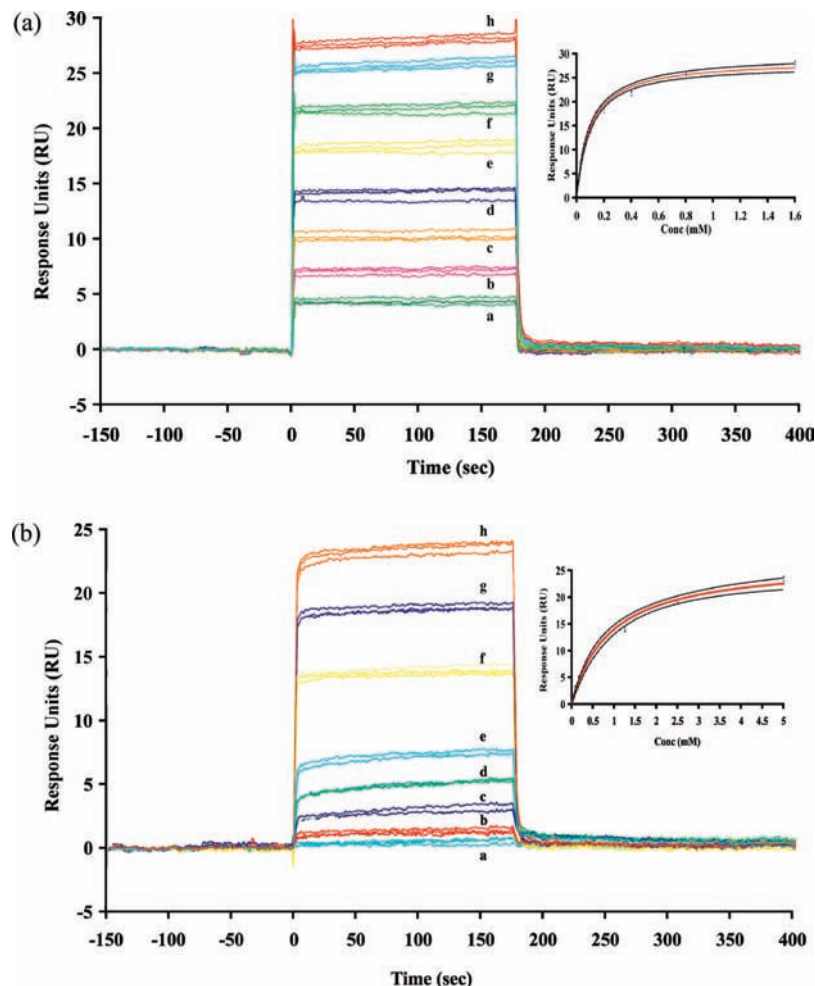 (a)
30
25
20
15
10
5
0
-5
Response Units (RU)
-150 -100 -50 0 50 100 150 200 250 300 350 400
Time (sec)
h
g
f
e
d
c
b
a
30
25
20
15
10
5
0
Response Units (RU)
0 0.2 0.4 0.6 0.8 1 1.2 1.4 1.6
Conc (mM)
(b)
25
20
15
10
5
0
-5
Response Units (RU)
-150 -100 -50 0 50 100 150 200 250 300 350 400
Time (sec)
h
g
f
e
d
c
b
a
25
20
15
10
5
0
Response Units (RU)
0 0.5 1 1.5 2 2.5 3 3.5 4 4.5 5
Conc (mM)